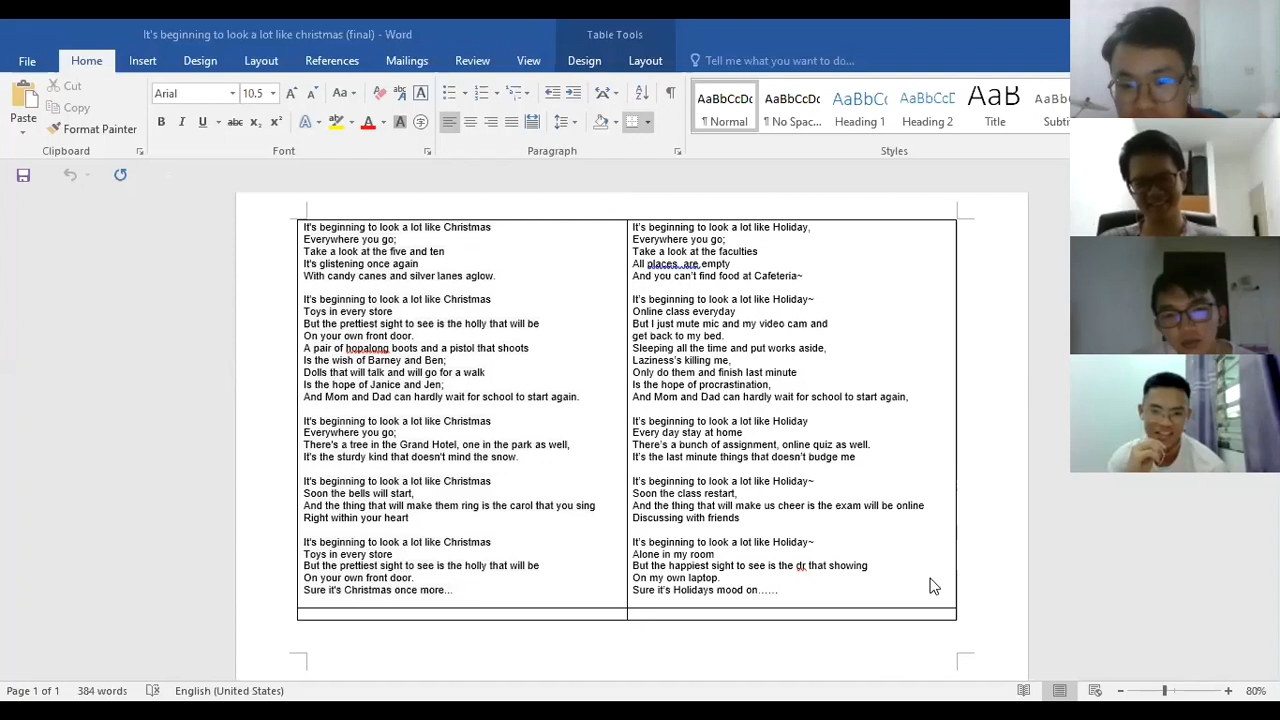 It's beginning to look a lot like christmas (final) - Word
Table Tools
File Home Insert Design Layout References Mailings Review View Design Layout Tell me what you want to do...
Cut
Copy
Paste
Format Painter
Arial 10.5
Aa
B I U abc x₂ x²
AaBbCcDc AaBbCcDc AaBbCc AaBbCcD AaB AaBbCcD
¶ Normal ¶ No Spac... Heading 1 Heading 2 Title Subtit
Clipboard Font Paragraph Styles
It's beginning to look a lot like Christmas
Everywhere you go;
Take a look at the five and ten
It's glistening once again
With candy canes and silver lanes aglow.
It's beginning to look a lot like Christmas
Toys in every store
But the prettiest sight to see is the holly that will be
On your own front door.
A pair of hopalong boots and a pistol that shoots
Is the wish of Barney and Ben;
Dolls that will talk and will go for a walk
Is the hope of Janice and Jen;
And Mom and Dad can hardly wait for school to start again.
It's beginning to look a lot like Christmas
Everywhere you go;
There's a tree in the Grand Hotel, one in the park as well,
It's the sturdy kind that doesn't mind the snow.
It's beginning to look a lot like Christmas
Soon the bells will start,
And the thing that will make them ring is the carol that you sing
Right within your heart
It's beginning to look a lot like Christmas
Toys in every store
But the prettiest sight to see is the holly that will be
On your own front door.
Sure it's Christmas once more...
It's beginning to look a lot like Holiday,
Everywhere you go;
Take a look at the faculties
All places are empty
And you can't find food at Cafeteria~
It's beginning to look a lot like Holiday~
Online class everyday
But I just mute mic and my video cam and
get back to my bed.
Sleeping all the time and put works aside,
Laziness's killing me,
Only do them and finish last minute
Is the hope of procrastination,
And Mom and Dad can hardly wait for school to start again,
It's beginning to look a lot like Holiday
Every day stay at home
There's a bunch of assignment, online quiz as well.
It's the last minute things that doesn't budge me
It's beginning to look a lot like Holiday~
Soon the class restart,
And the thing that will make us cheer is the exam will be online
Discussing with friends
It's beginning to look a lot like Holiday~
Alone in my room
But the happiest sight to see is the dr that showing
On my own laptop.
Sure it's Holidays mood on……
Page 1 of 1 384 words English (United States) 80%